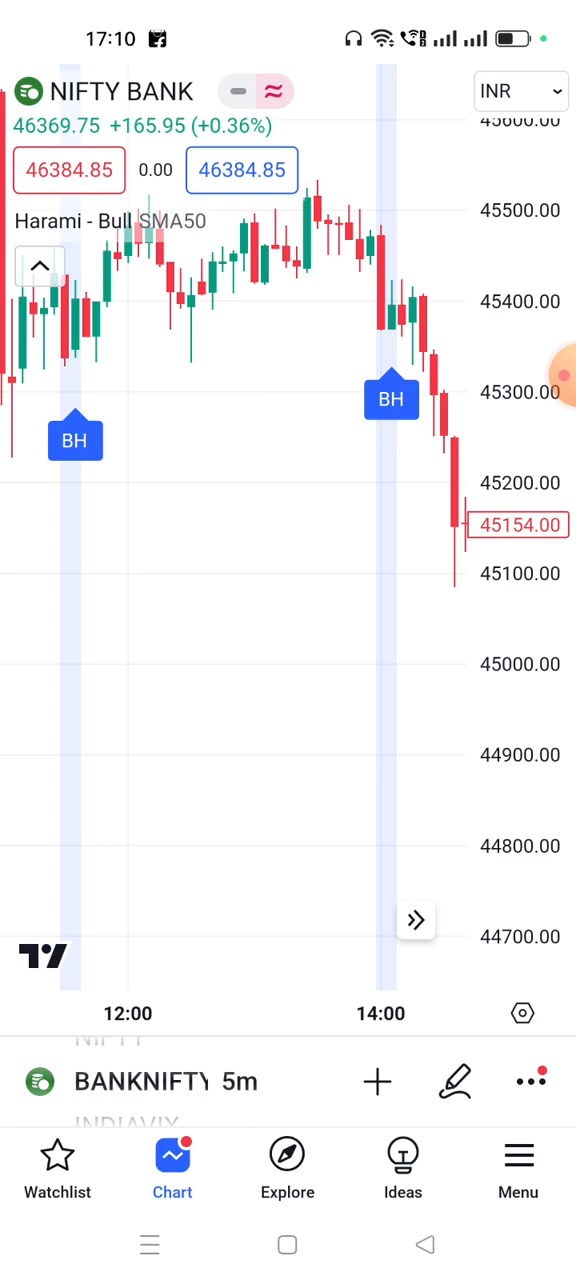 17:10
NIFTY BANK
INR
46369.75 +165.95 (+0.36%)
45600.00
46384.85 0.00 46384.85
Harami - Bull SMA50
45500.00
45400.00
45300.00
BH
BH
45200.00
45154.00
45100.00
45000.00
44900.00
44800.00
44700.00
12:00 14:00
NIFTY
BANKNIFTY 5m
INDIAVIX
Watchlist Chart Explore Ideas Menu